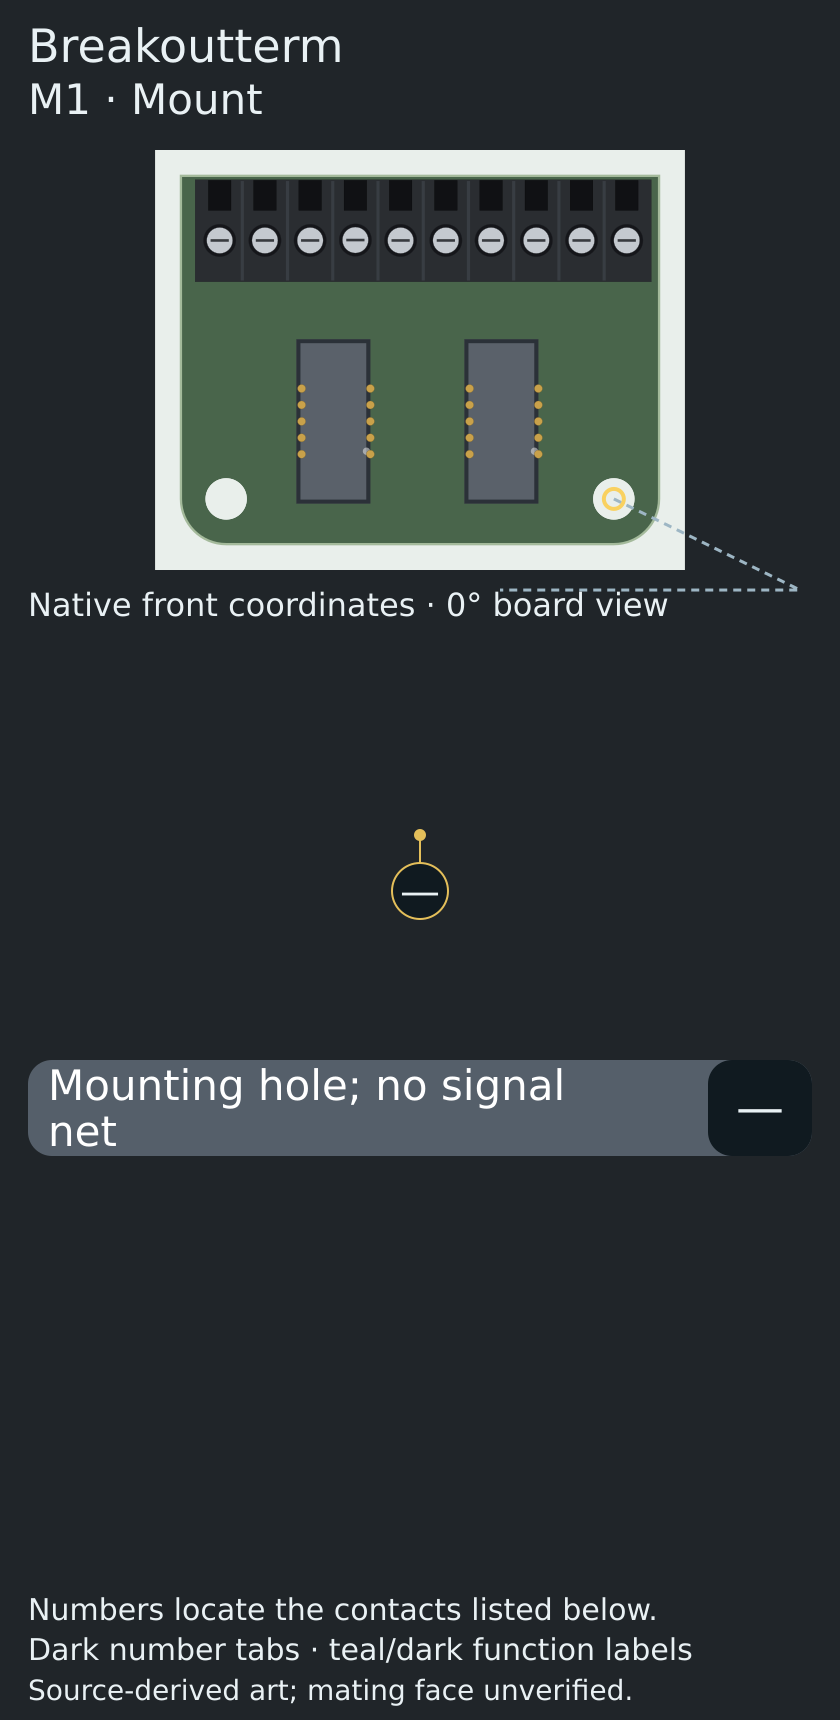 Breakoutterm
M1 · Mount
Native front coordinates · 0° board view
—
Mounting hole; no signal
net
—
Numbers locate the contacts listed below.
Dark number tabs · teal/dark function labels
Source-derived art; mating face unverified.